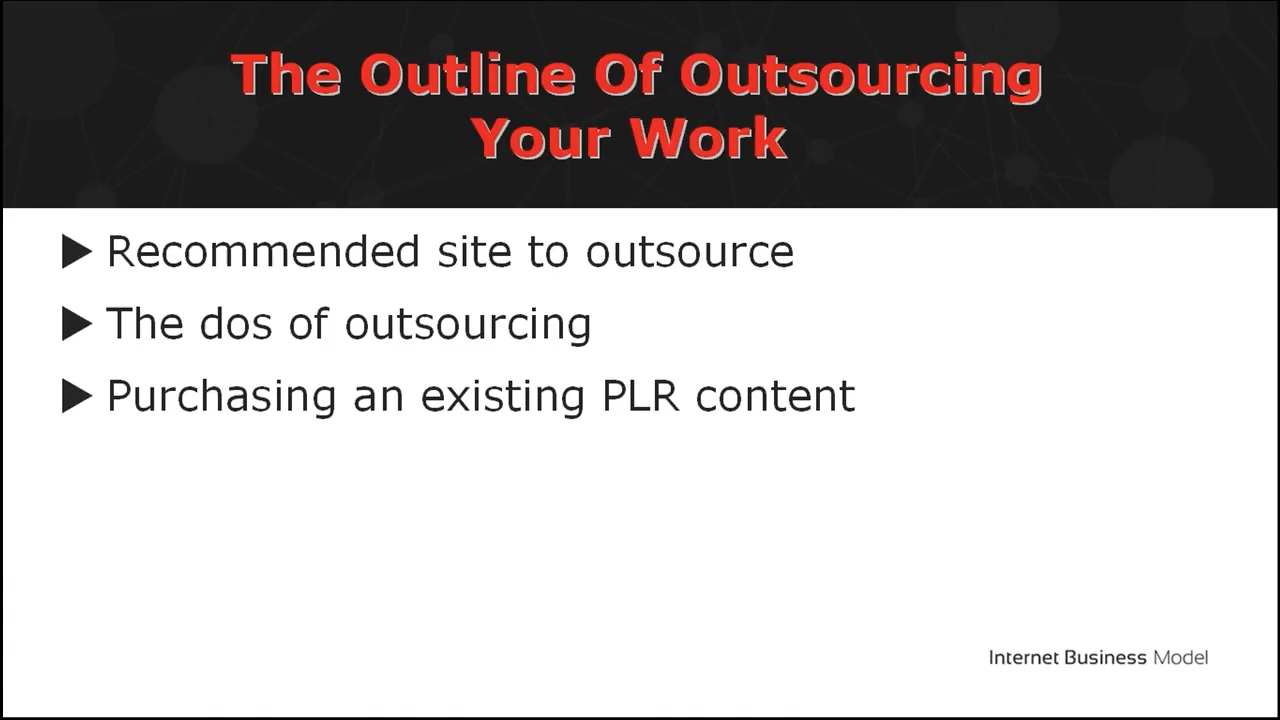 The Outline Of Outsourcing
Your Work
Recommended site to outsource
The dos of outsourcing
Purchasing an existing PLR content
Internet Business Model